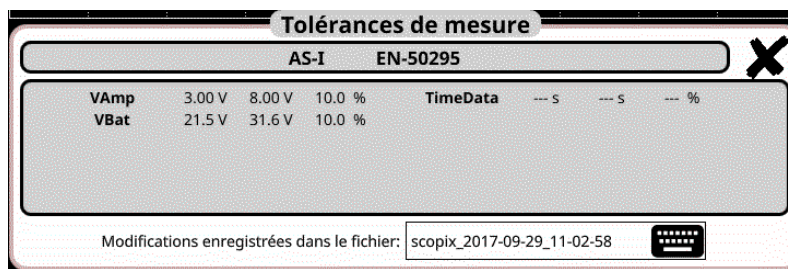 Tolérances de mesure
AS-I EN-50295
VAmp 3.00 V 8.00 V 10.0 % TimeData --- s --- s --- %
VBat 21.5 V 31.6 V 10.0 %
Modifications enregistrées dans le fichier: scopix_2017-09-29_11-02-58